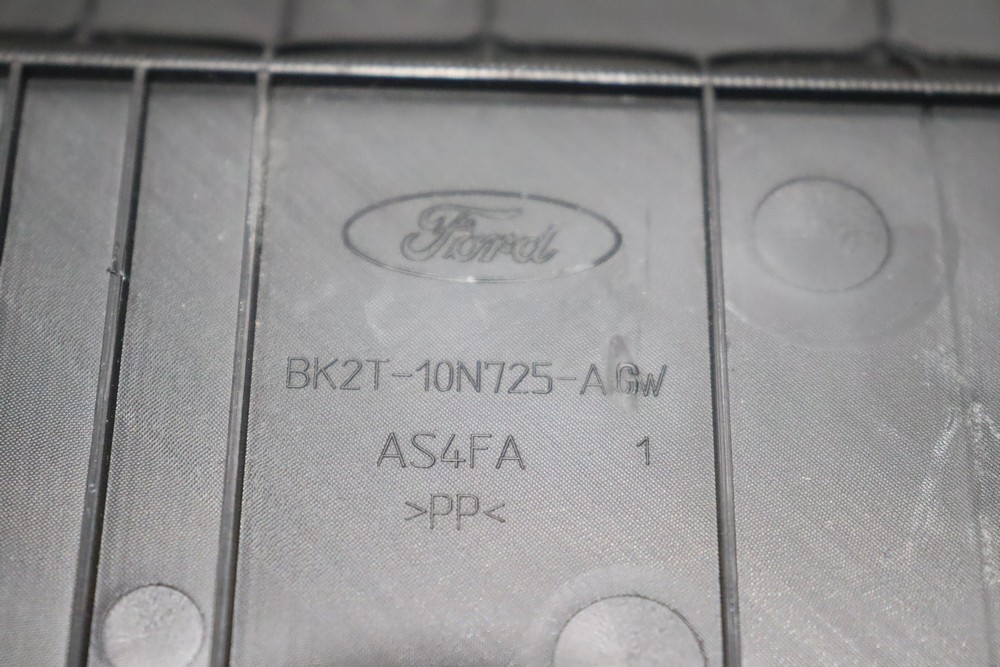 Ford
BK2T-10N725-AGW
AS4FA 1
>PP<